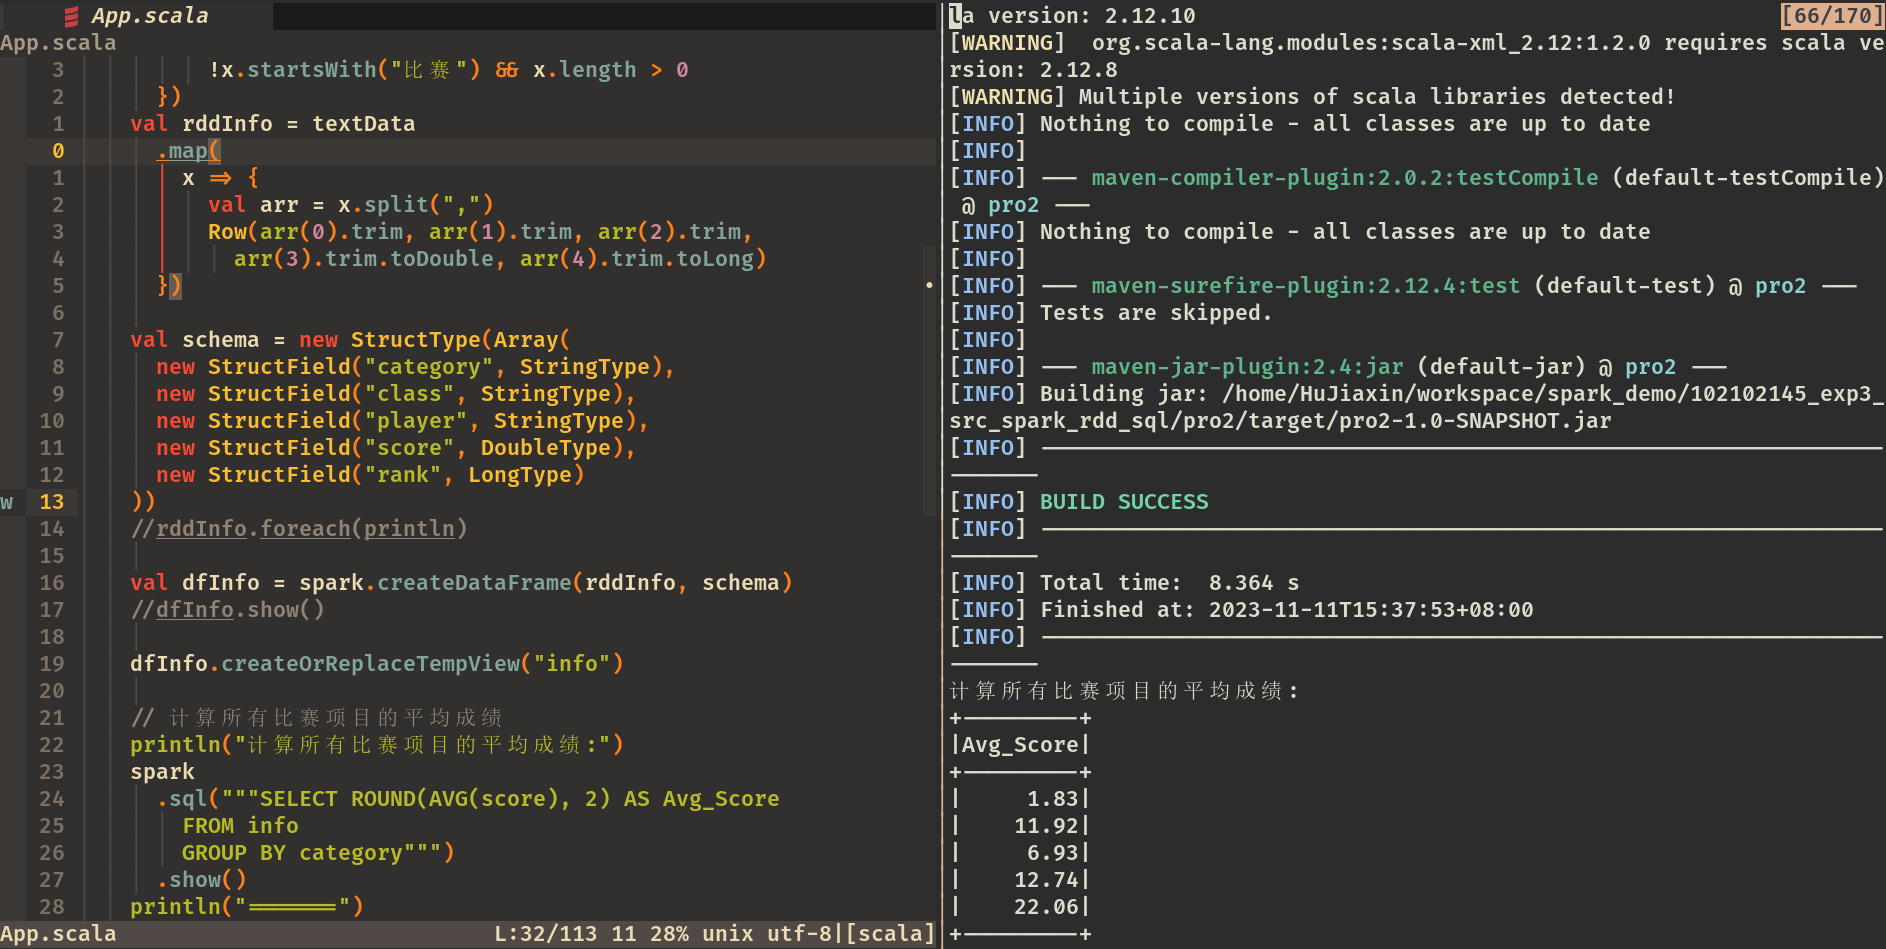 App.scala
App.scala
3 !x.startsWith("比赛") && x.length > 0
2 })
1 val rddInfo = textData
0 .map(
1 x => {
2 val arr = x.split(",")
3 Row(arr(0).trim, arr(1).trim, arr(2).trim,
4 arr(3).trim.toDouble, arr(4).trim.toLong)
5 })
6
7 val schema = new StructType(Array(
8 new StructField("category", StringType),
9 new StructField("class", StringType),
10 new StructField("player", StringType),
11 new StructField("score", DoubleType),
12 new StructField("rank", LongType)
W 13 ))
14 //rddInfo.foreach(println)
15
16 val dfInfo = spark.createDataFrame(rddInfo, schema)
17 //dfInfo.show()
18
19 dfInfo.createOrReplaceTempView("info")
20
21 // 计算所有比赛项目的平均成绩
22 println("计算所有比赛项目的平均成绩:")
23 spark
24 .sql("""SELECT ROUND(AVG(score), 2) AS Avg_Score
25 FROM info
26 GROUP BY category""")
27 .show()
28 println("=======")
App.scala L:32/113 11 28% unix utf-8|[scala]
la version: 2.12.10 [66/170]
[WARNING]  org.scala-lang.modules:scala-xml_2.12:1.2.0 requires scala ve
rsion: 2.12.8
[WARNING] Multiple versions of scala libraries detected!
[INFO] Nothing to compile - all classes are up to date
[INFO]
[INFO] --- maven-compiler-plugin:2.0.2:testCompile (default-testCompile)
@ pro2 ---
[INFO] Nothing to compile - all classes are up to date
[INFO]
[INFO] --- maven-surefire-plugin:2.12.4:test (default-test) @ pro2 ---
[INFO] Tests are skipped.
[INFO]
[INFO] --- maven-jar-plugin:2.4:jar (default-jar) @ pro2 ---
[INFO] Building jar: /home/HuJiaxin/workspace/spark_demo/102102145_exp3_
src_spark_rdd_sql/pro2/target/pro2-1.0-SNAPSHOT.jar
[INFO] -----------------------------------------------------------------
-------
[INFO] BUILD SUCCESS
[INFO] -----------------------------------------------------------------
-------
[INFO] Total time:  8.364 s
[INFO] Finished at: 2023-11-11T15:37:53+08:00
[INFO] -----------------------------------------------------------------
-------
计算所有比赛项目的平均成绩:
+---------+
|Avg_Score|
+---------+
|     1.83|
|    11.92|
|     6.93|
|    12.74|
|    22.06|
+---------+